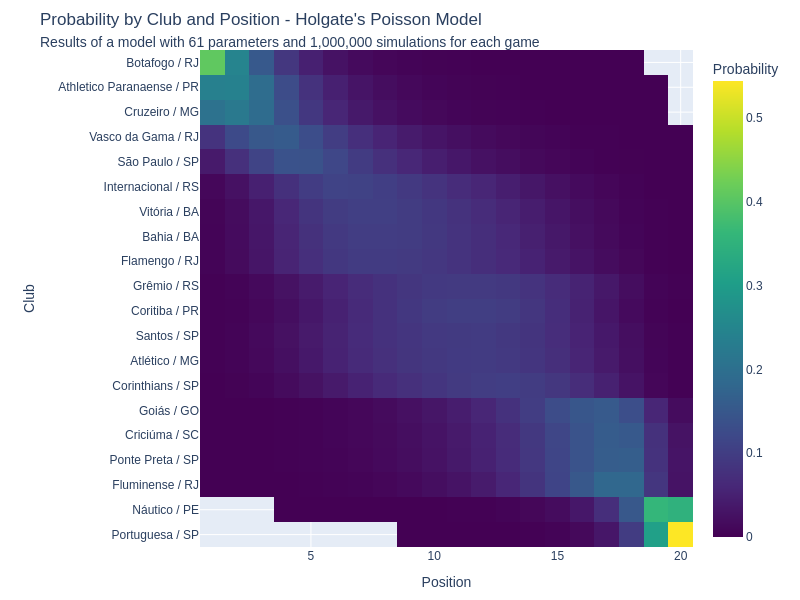 Probability by Club and Position - Holgate's Poisson Model
Results of a model with 61 parameters and 1,000,000 simulations for each game
Probability
Botafogo / RJ
Athletico Paranaense / PR
Cruzeiro / MG
Vasco da Gama / RJ
São Paulo / SP
Internacional / RS
Vitória / BA
Bahia / BA
Flamengo / RJ
Grêmio / RS
Coritiba / PR
Santos / SP
Atlético / MG
Corinthians / SP
Goiás / GO
Criciúma / SC
Ponte Preta / SP
Fluminense / RJ
Náutico / PE
Portuguesa / SP
Club
5
10
15
20
Position
0.5
0.4
0.3
0.2
0.1
0